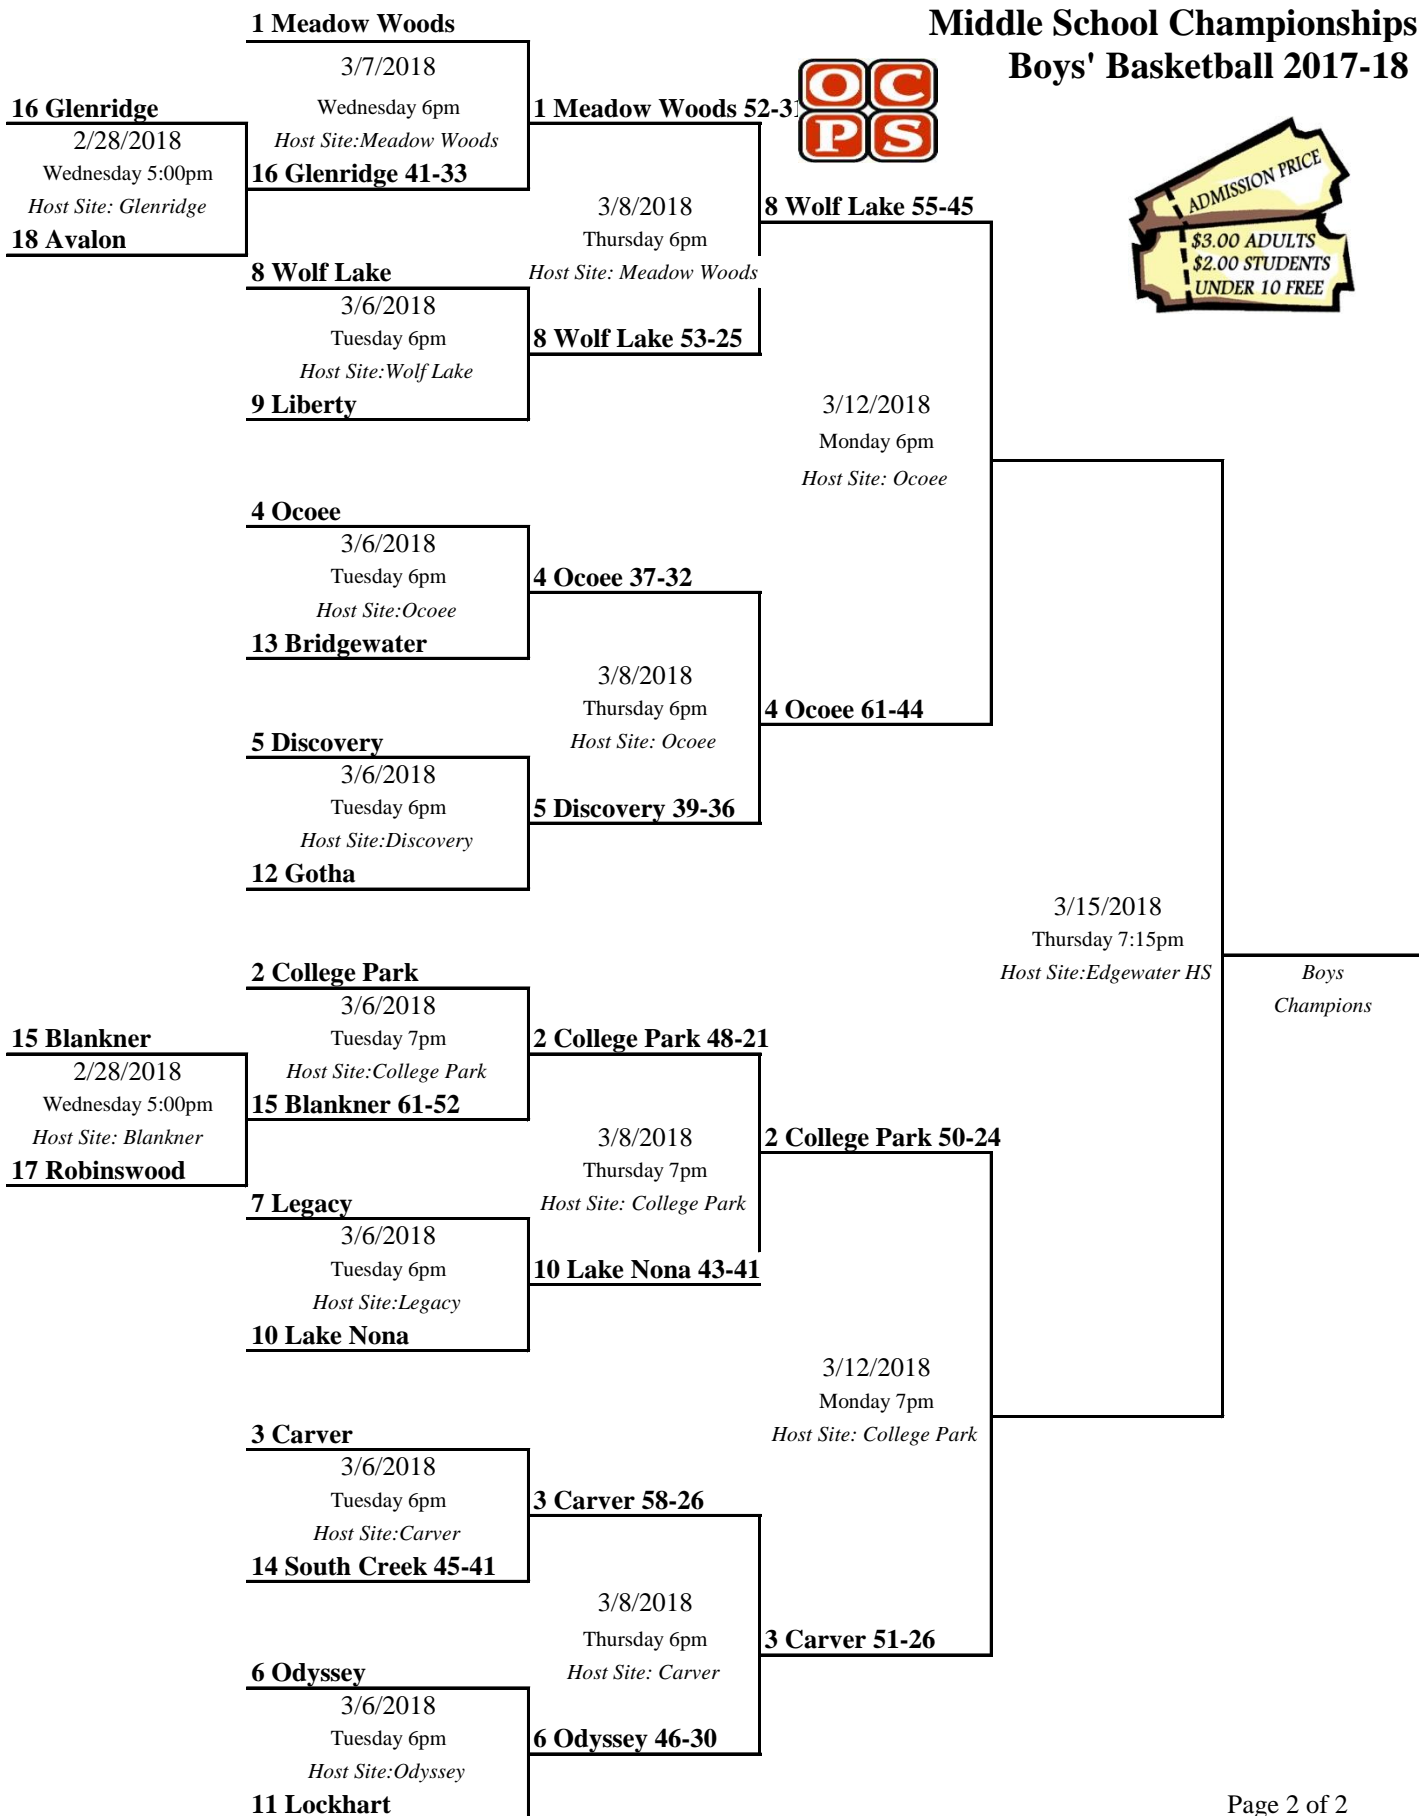 Middle School Championships
Boys' Basketball 2017-18
OC
PS
ADMISSION PRICE
$3.00 ADULTS
$2.00 STUDENTS
UNDER 10 FREE
1 Meadow Woods
3/7/2018
Wednesday 6pm
Host Site:Meadow Woods
16 Glenridge
2/28/2018
Wednesday 5:00pm
Host Site: Glenridge
18 Avalon
16 Glenridge 41-33
1 Meadow Woods 52-31
8 Wolf Lake
3/6/2018
Tuesday 6pm
Host Site:Wolf Lake
9 Liberty
8 Wolf Lake 53-25
3/8/2018
Thursday 6pm
Host Site: Meadow Woods
8 Wolf Lake 55-45
4 Ocoee
3/6/2018
Tuesday 6pm
Host Site:Ocoee
13 Bridgewater
4 Ocoee 37-32
5 Discovery
3/6/2018
Tuesday 6pm
Host Site:Discovery
12 Gotha
5 Discovery 39-36
3/8/2018
Thursday 6pm
Host Site: Ocoee
4 Ocoee 61-44
3/12/2018
Monday 6pm
Host Site: Ocoee
2 College Park
3/6/2018
Tuesday 7pm
Host Site:College Park
15 Blankner
2/28/2018
Wednesday 5:00pm
Host Site: Blankner
17 Robinswood
15 Blankner 61-52
2 College Park 48-21
7 Legacy
3/6/2018
Tuesday 6pm
Host Site:Legacy
10 Lake Nona
10 Lake Nona 43-41
3/8/2018
Thursday 7pm
Host Site: College Park
2 College Park 50-24
3 Carver
3/6/2018
Tuesday 6pm
Host Site:Carver
14 South Creek 45-41
3 Carver 58-26
6 Odyssey
3/6/2018
Tuesday 6pm
Host Site:Odyssey
11 Lockhart
6 Odyssey 46-30
3/8/2018
Thursday 6pm
Host Site: Carver
3 Carver 51-26
3/12/2018
Monday 7pm
Host Site: College Park
3/15/2018
Thursday 7:15pm
Host Site:Edgewater HS
Boys
Champions
Page 2 of 2